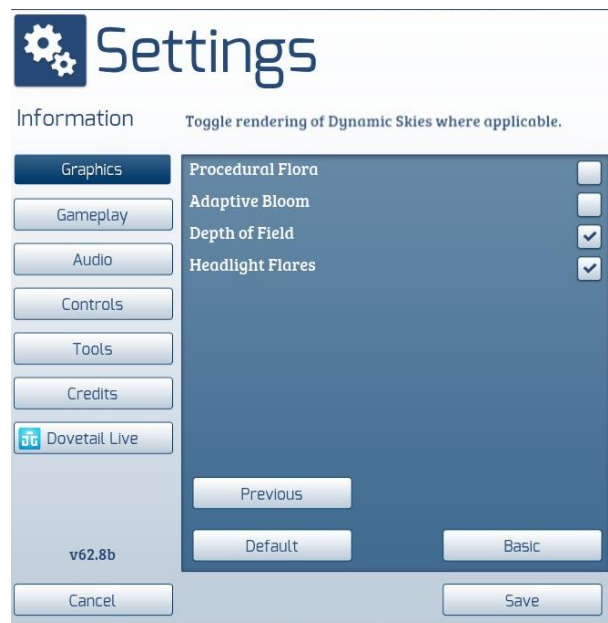 Settings
Information
Toggle rendering of Dynamic Skies where applicable.
Graphics
Gameplay
Audio
Controls
Tools
Credits
Dovetail Live
v62.8b
Procedural Flora
Adaptive Bloom
Depth of Field
Headlight Flares
Previous
Default
Basic
Cancel
Save